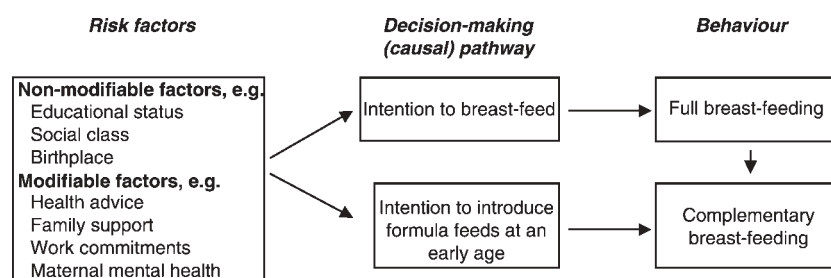 Risk factors
Decision-making
(causal) pathway
Behaviour
Non-modifiable factors, e.g.
Educational status
Social class
Birthplace
Modifiable factors, e.g.
Health advice
Family support
Work commitments
Maternal mental health
Intention to breast-feed
Intention to introduce
formula feeds at an
early age
Full breast-feeding
Complementary
breast-feeding